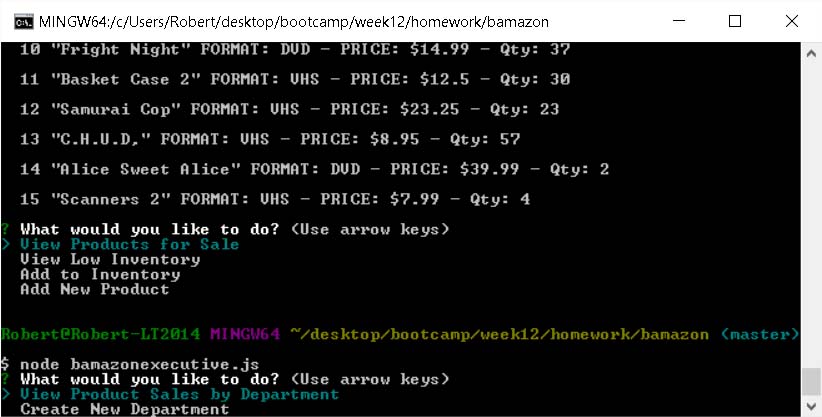 MINGW64:/c/Users/Robert/desktop/bootcamp/week12/homework/bamazon
10 "Fright Night" FORMAT: DVD - PRICE: $14.99 - Qty: 37
11 "Basket Case 2" FORMAT: VHS - PRICE: $12.5 - Qty: 30
12 "Samurai Cop" FORMAT: VHS - PRICE: $23.25 - Qty: 23
13 "C.H.U.D," FORMAT: VHS - PRICE: $8.95 - Qty: 57
14 "Alice Sweet Alice" FORMAT: DVD - PRICE: $39.99 - Qty: 2
15 "Scanners 2" FORMAT: VHS - PRICE: $7.99 - Qty: 4
? What would you like to do? (Use arrow keys)
> View Products for Sale
View Low Inventory
Add to Inventory
Add New Product
Robert@Robert-LT2014 MINGW64 ~/desktop/bootcamp/week12/homework/bamazon (master)
$ node bamazonexecutive.js
? What would you like to do? (Use arrow keys)
> View Product Sales by Department
Create New Department